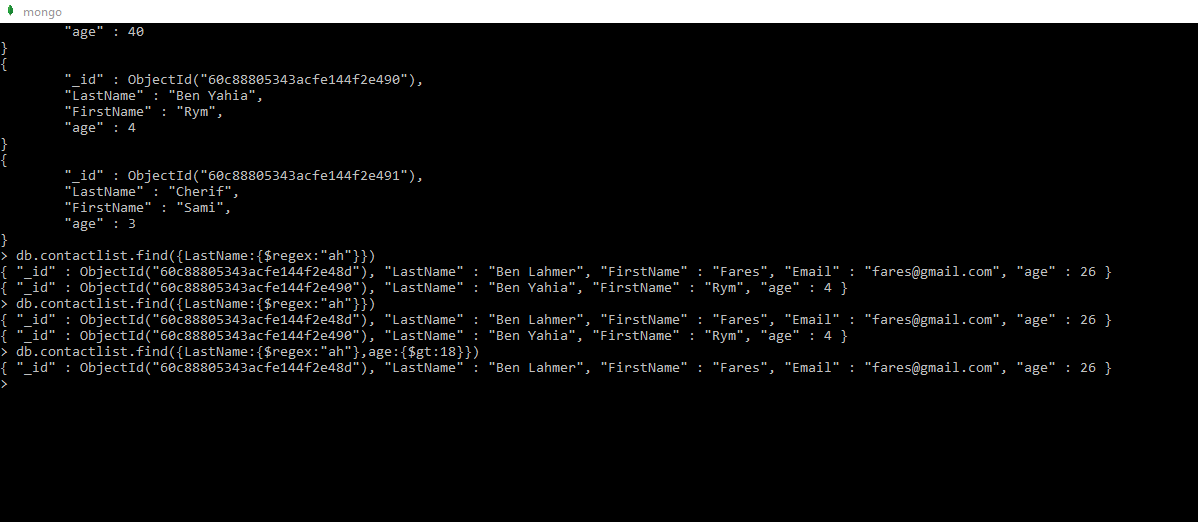 mongo
        "age" : 40
}
{
        "_id" : ObjectId("60c88805343acfe144f2e490"),
        "LastName" : "Ben Yahia",
        "FirstName" : "Rym",
        "age" : 4
}
{
        "_id" : ObjectId("60c88805343acfe144f2e491"),
        "LastName" : "Cherif",
        "FirstName" : "Sami",
        "age" : 3
}
> db.contactlist.find({LastName:{$regex:"ah"}})
{ "_id" : ObjectId("60c88805343acfe144f2e48d"), "LastName" : "Ben Lahmer", "FirstName" : "Fares", "Email" : "fares@gmail.com", "age" : 26 }
{ "_id" : ObjectId("60c88805343acfe144f2e490"), "LastName" : "Ben Yahia", "FirstName" : "Rym", "age" : 4 }
> db.contactlist.find({LastName:{$regex:"ah"}})
{ "_id" : ObjectId("60c88805343acfe144f2e48d"), "LastName" : "Ben Lahmer", "FirstName" : "Fares", "Email" : "fares@gmail.com", "age" : 26 }
{ "_id" : ObjectId("60c88805343acfe144f2e490"), "LastName" : "Ben Yahia", "FirstName" : "Rym", "age" : 4 }
> db.contactlist.find({LastName:{$regex:"ah"},age:{$gt:18}})
{ "_id" : ObjectId("60c88805343acfe144f2e48d"), "LastName" : "Ben Lahmer", "FirstName" : "Fares", "Email" : "fares@gmail.com", "age" : 26 }
>